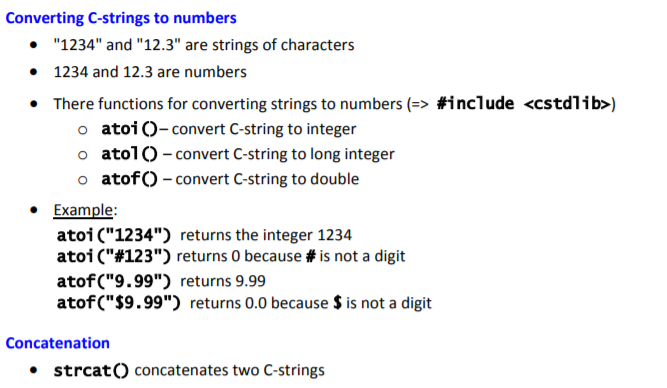 Converting C-strings to numbers
• "1234" and "12.3" are strings of characters
• 1234 and 12.3 are numbers
• There functions for converting strings to numbers (=> #include <cstdlib>)
o atoi()– convert C-string to integer
o atol() – convert C-string to long integer
o atof() – convert C-string to double
• Example:
atoi("1234") returns the integer 1234
atoi("#123") returns 0 because # is not a digit
atof("9.99") returns 9.99
atof("$9.99") returns 0.0 because $ is not a digit
Concatenation
• strcat() concatenates two C-strings